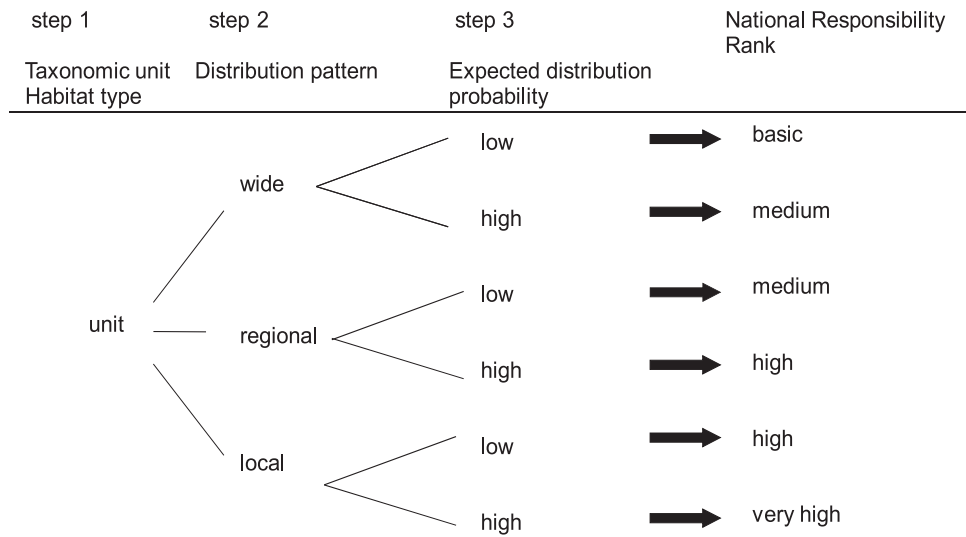 step 1
step 2
step 3
National Responsibility
Rank
Taxonomic unit
Habitat type
Distribution pattern
Expected distribution
probability
unit
wide
low
basic
high
medium
regional
low
medium
high
high
local
low
high
high
very high